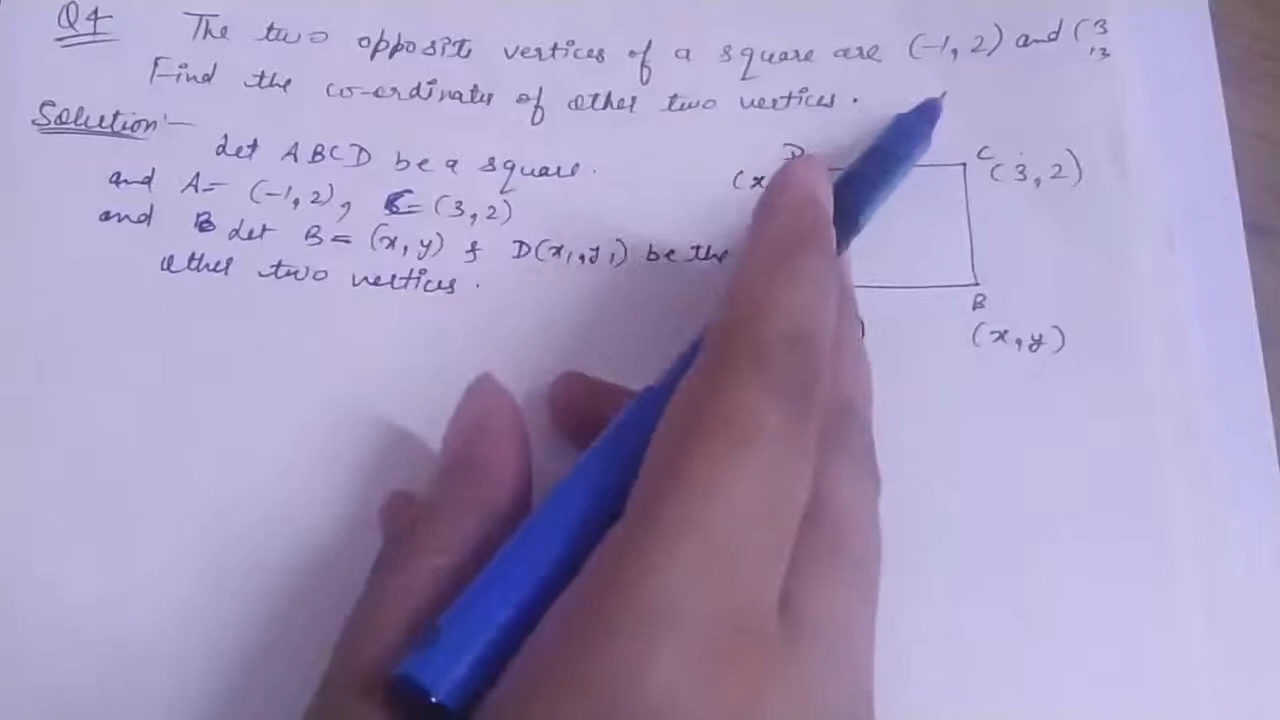 Q4 The two opposite vertices of a square are (-1, 2) and (3
Find the co-ordinates of other two vertices.
Solution:-
Let ABCD be a square.
and A= (-1, 2), C= (3, 2)
and B Let B= (x, y) & D(x1, y1) be the
other two vertices.
D
(x
C (3, 2)
B
(x, y)